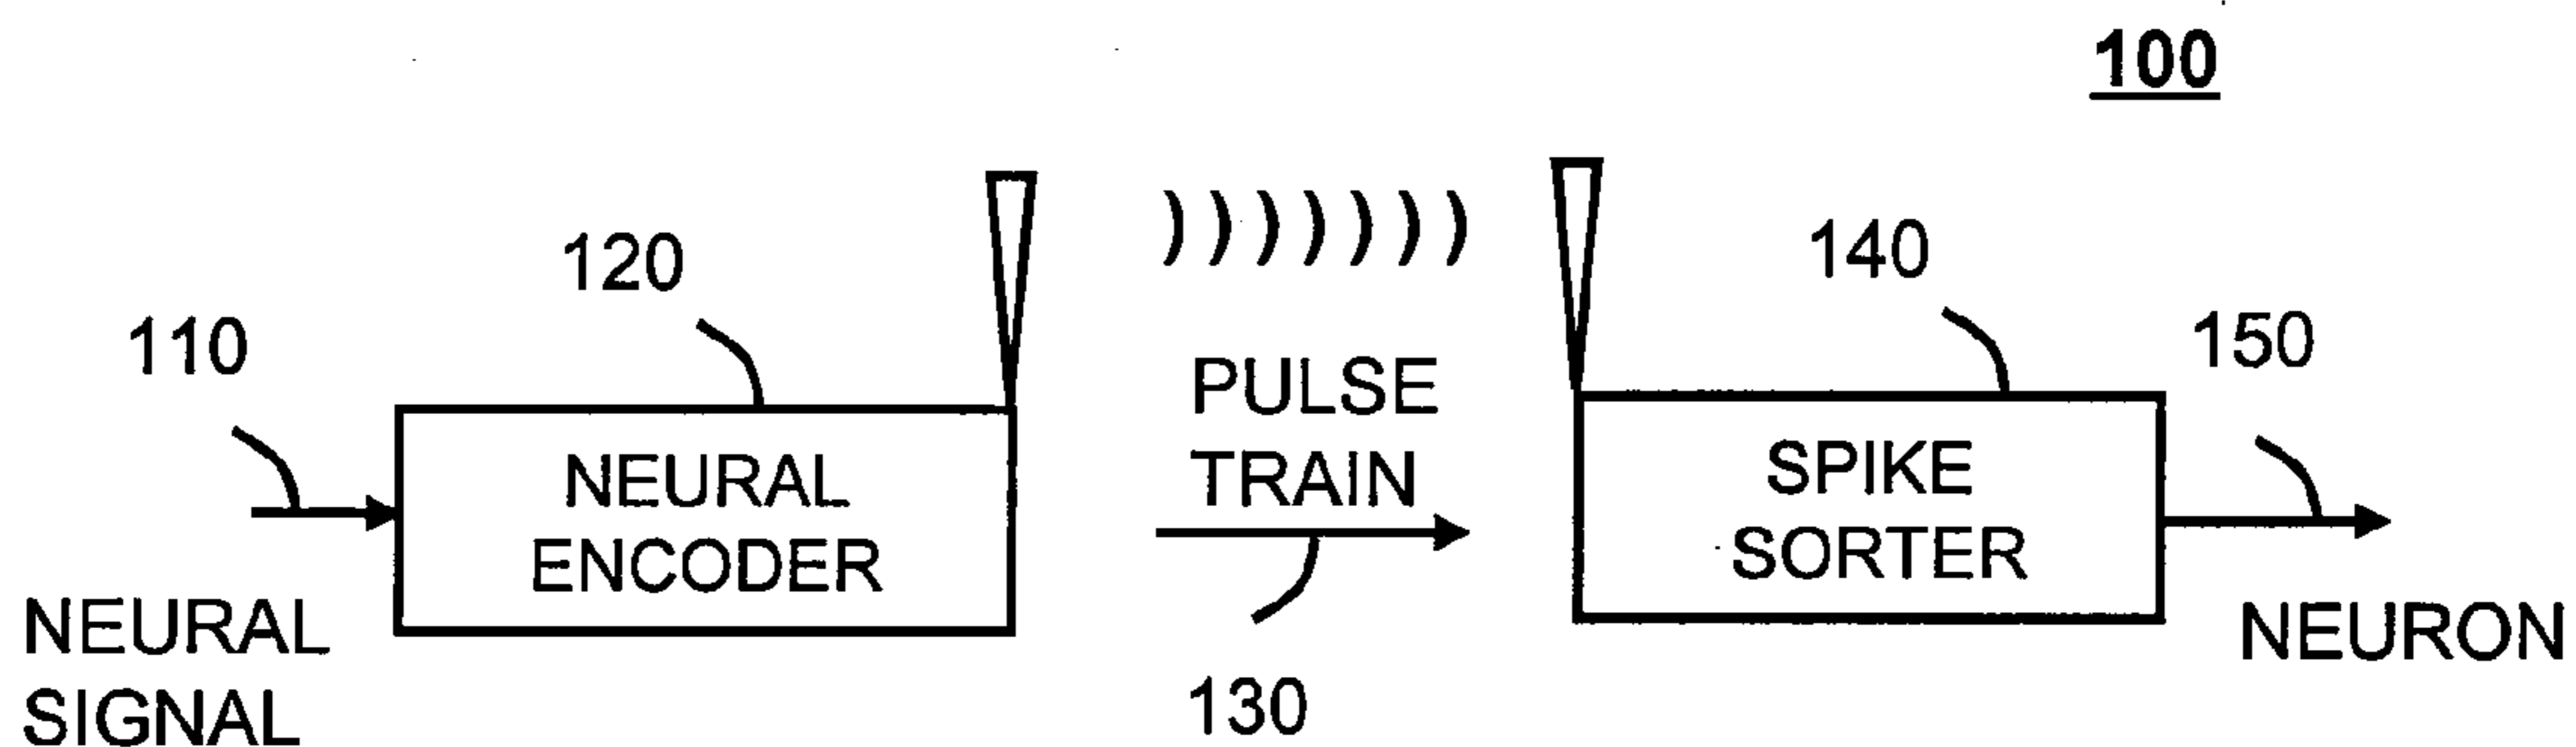 100
120
140
110
150
PULSE
TRAIN
NEURAL
ENCODER
SPIKE
SORTER
NEURAL
SIGNAL
NEURON
130